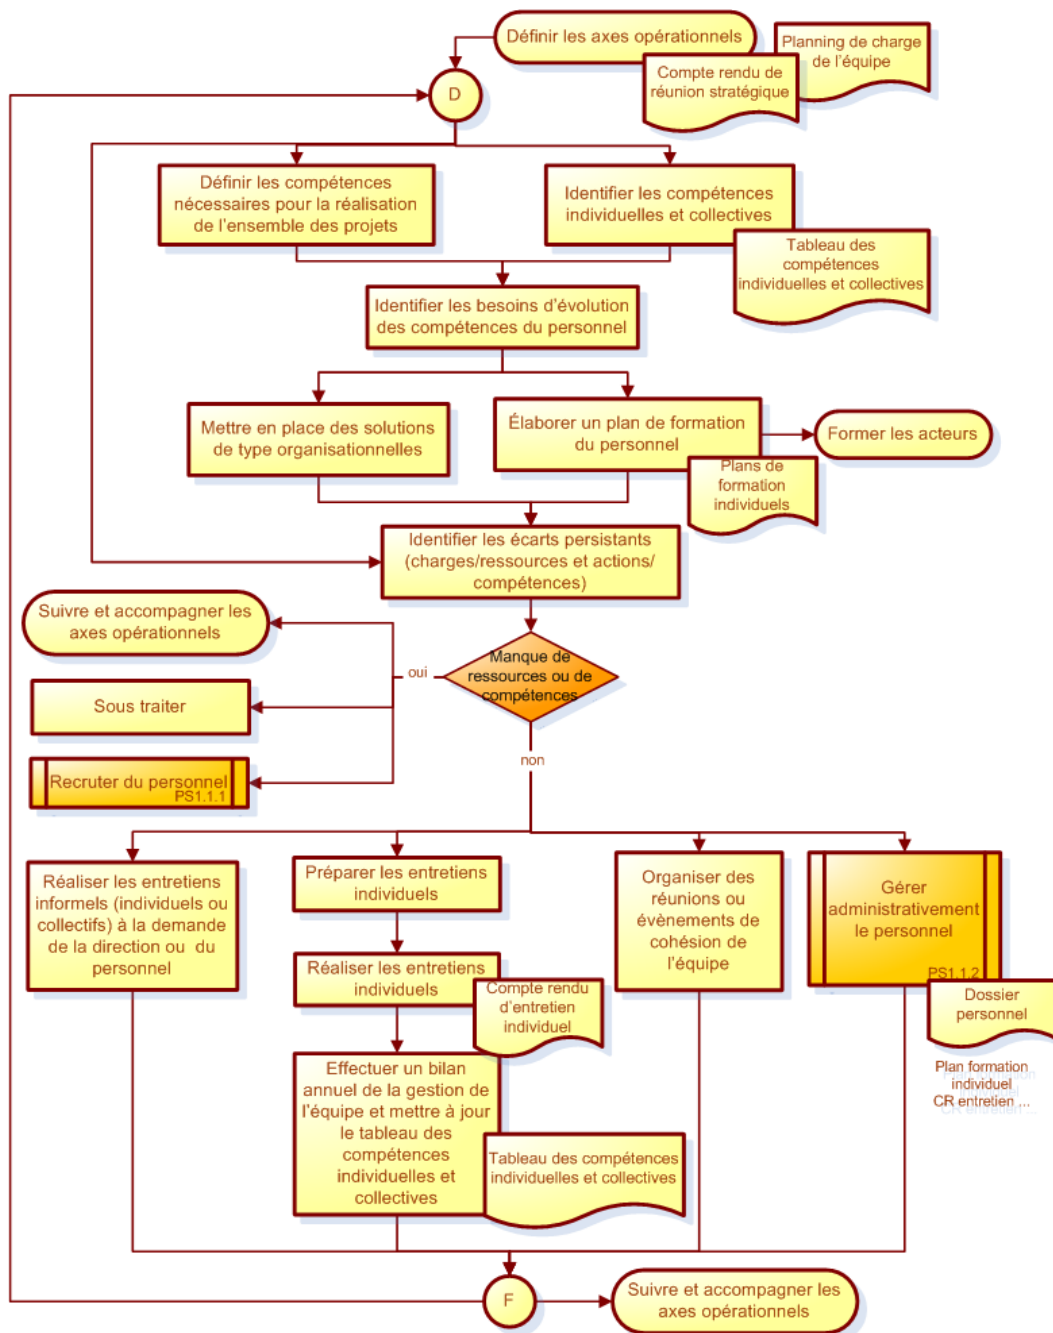 Définir les axes opérationnels
Planning de charge
de l'équipe
Compte rendu de
réunion stratégique
D
Définir les compétences
nécessaires pour la réalisation
de l'ensemble des projets
Identifier les compétences
individuelles et collectives
Tableau des
compétences
individuelles et collectives
Identifier les besoins d'évolution
des compétences du personnel
Mettre en place des solutions
de type organisationnelles
Élaborer un plan de formation
du personnel
Former les acteurs
Plans de
formation
individuels
Identifier les écarts persistant
(charges/ressources et actions/
compétences)
Suivre et accompagner les
axes opérationnels
Manque de
ressources ou de
compétences
oui
Sous traiter
Recruter du personnel
PS1.1.1
non
Réaliser les entretiens
informels (individuels ou
collectifs) à la demande
de la direction ou du
personnel
Préparer les entretiens
individuels
Réaliser les entretiens
individuels
Compte rendu
d'entretien
individuel
Effectuer un bilan
annuel de la gestion de
l'équipe et mettre à jour
le tableau des
compétences
individuelles et
collectives
Tableau des compétences
individuelles et collectives
Organiser des
réunions ou
évènements de
cohésion de
l'équipe
Gérer
administrativement
le personnel
PS1.1.2
Dossier
personnel
Plan formation
individuel
CR entretien ...
F
Suivre et accompagner les
axes opérationnels